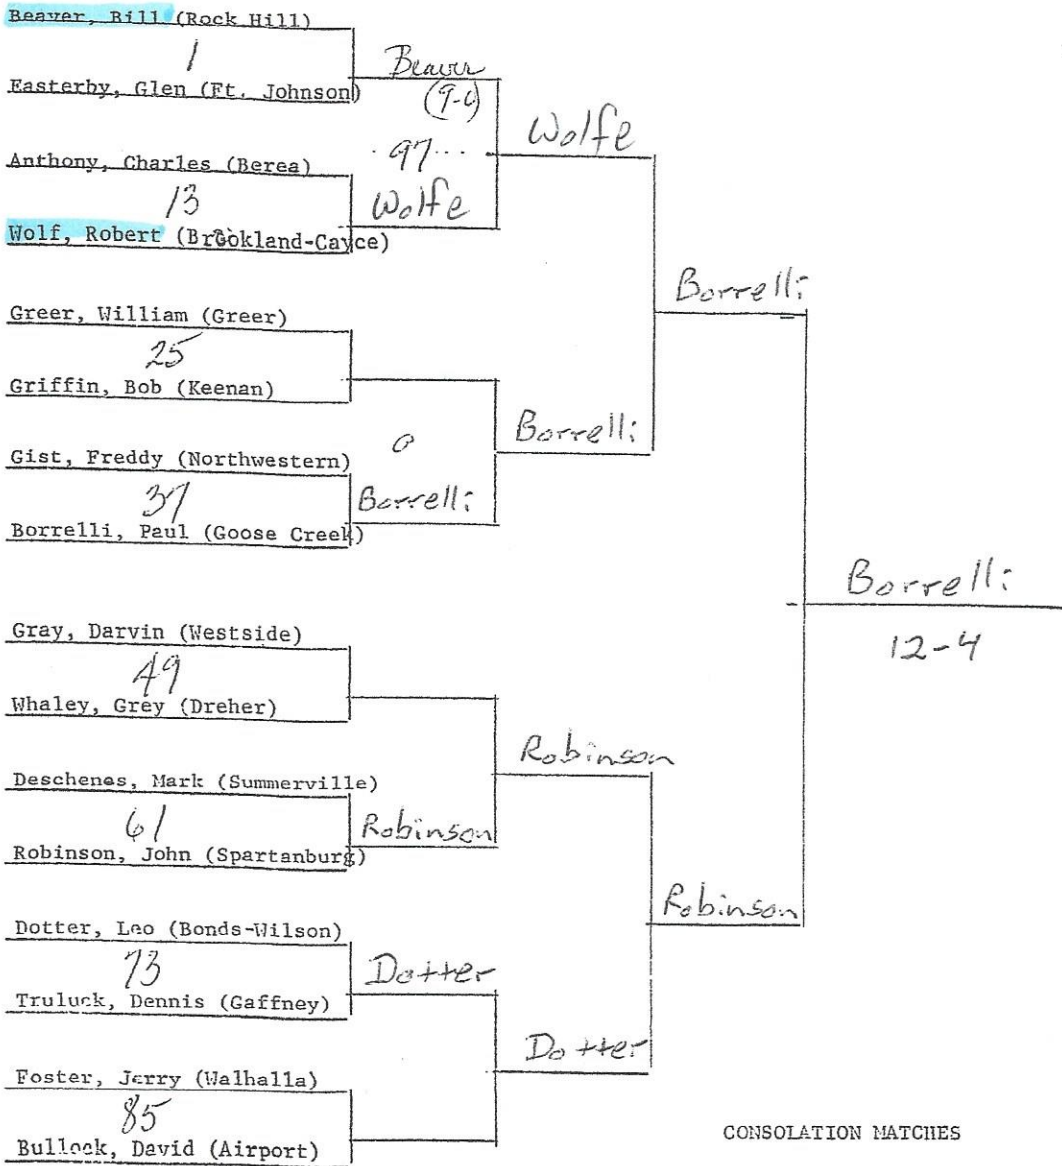 Beaver, Bill (Rock Hill)
1
Easterby, Glen (Ft. Johnson)
Beaver
Anthony, Charles (Berea)
13
Wolf, Robert (Brookland-Cayce)
97
Wolfe
Wolfe
Greer, William (Greer)
25
Griffin, Bob (Keenan)
Gist, Freddy (Northwestern)
37
Borrelli, Paul (Goose Creek)
Borrelli
Borrelli
Borrelli
Gray, Darvin (Westside)
49
Whaley, Grey (Dreher)
Deschenes, Mark (Summerville)
61
Robinson, John (Spartanburg)
Robinson
Robinson
Dotter, Leo (Bonds-Wilson)
73
Truluck, Dennis (Gaffney)
Dotter
Foster, Jerry (Walhalla)
85
Bullock, David (Airport)
Dotter
Robinson
Borrelli
12-4
CONSOLATION MATCHES